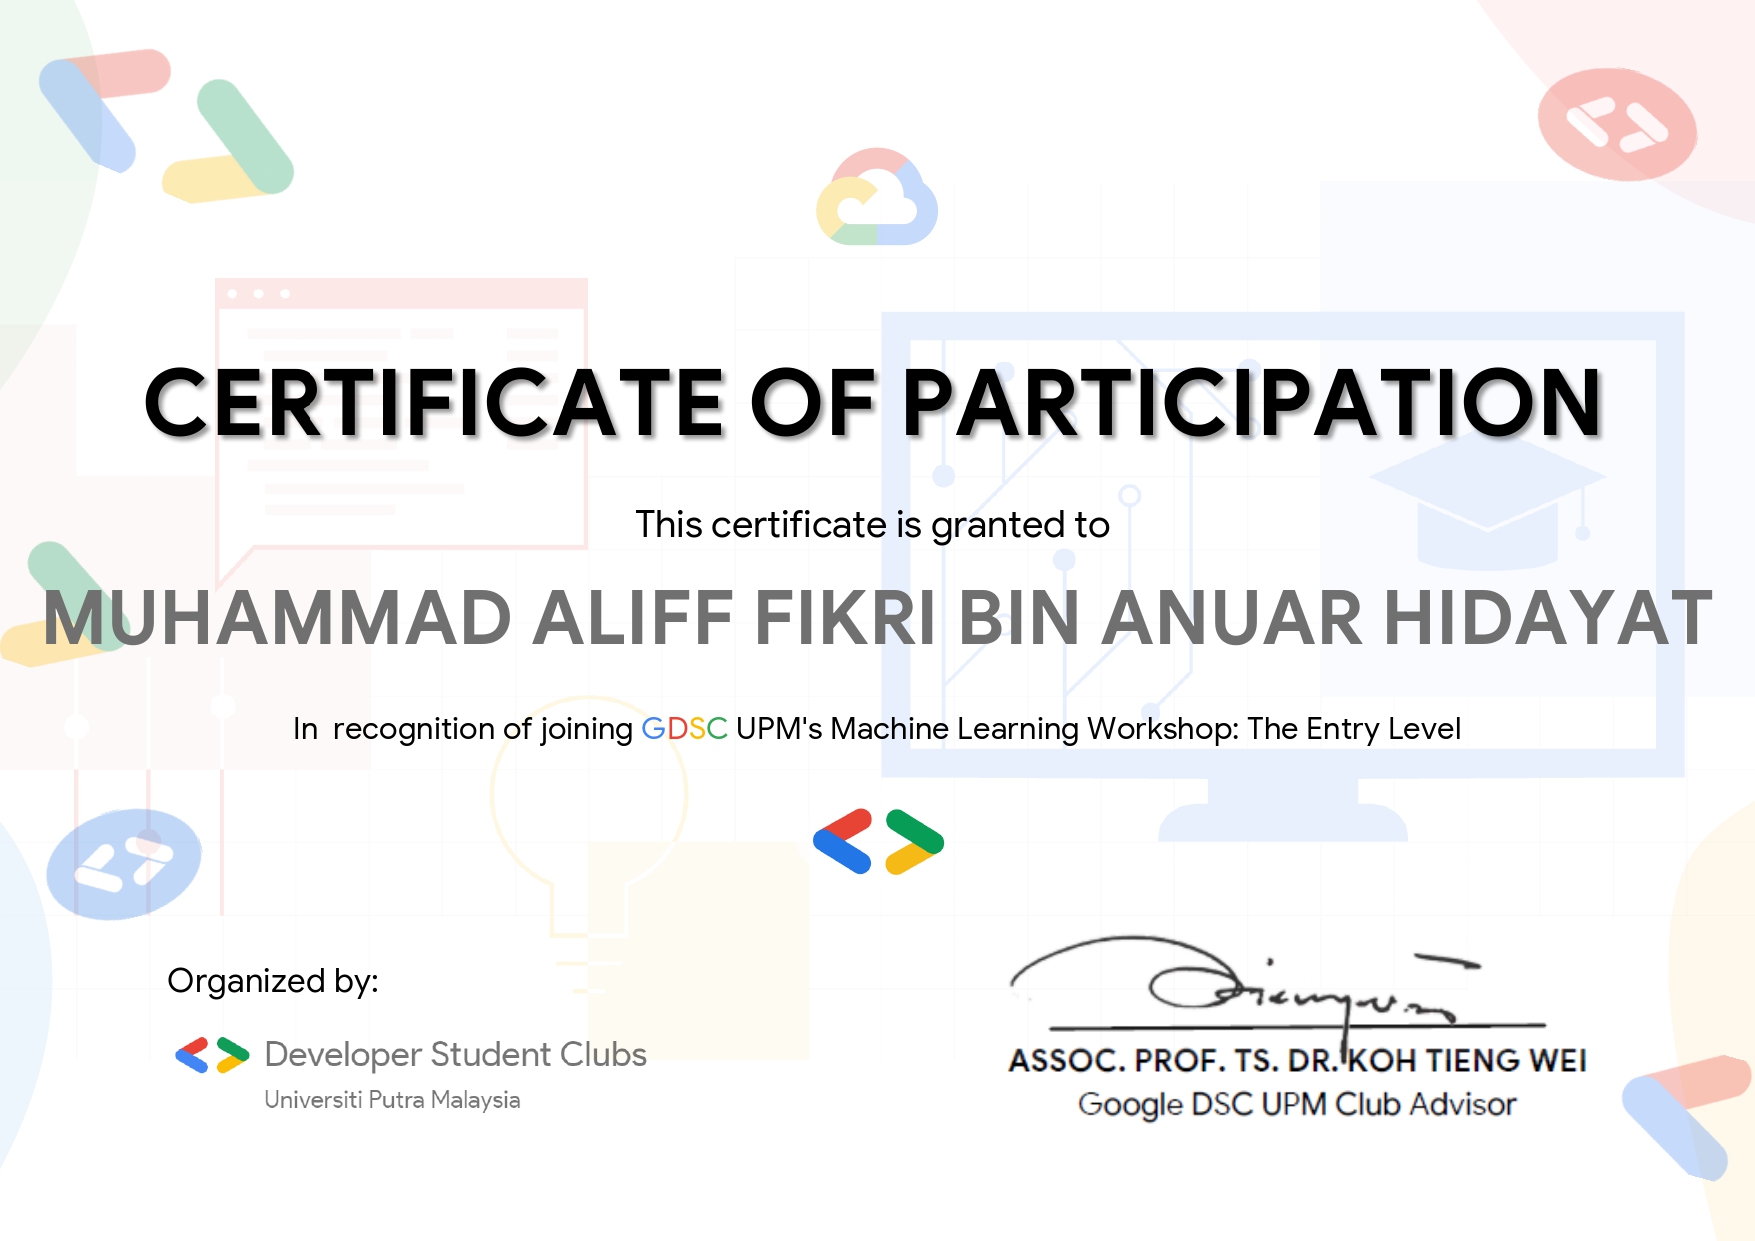 CERTIFICATE OF PARTICIPATION
This certificate is granted to
MUHAMMAD ALIFF FIKRI BIN ANUAR HIDAYAT
In recognition of joining GDSC UPM's Machine Learning Workshop: The Entry Level
Organized by:
Developer Student Clubs
Universiti Putra Malaysia
ASSOC. PROF. TS. DR. KOH TIENG WEI
Google DSC UPM Club Advisor